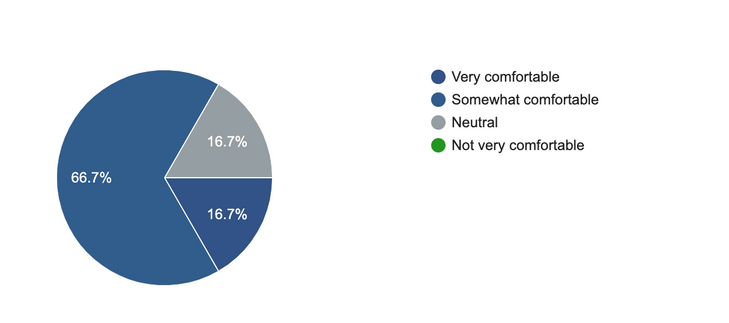 Very comfortable
Somewhat comfortable
Neutral
Not very comfortable
16.7%
66.7%
16.7%